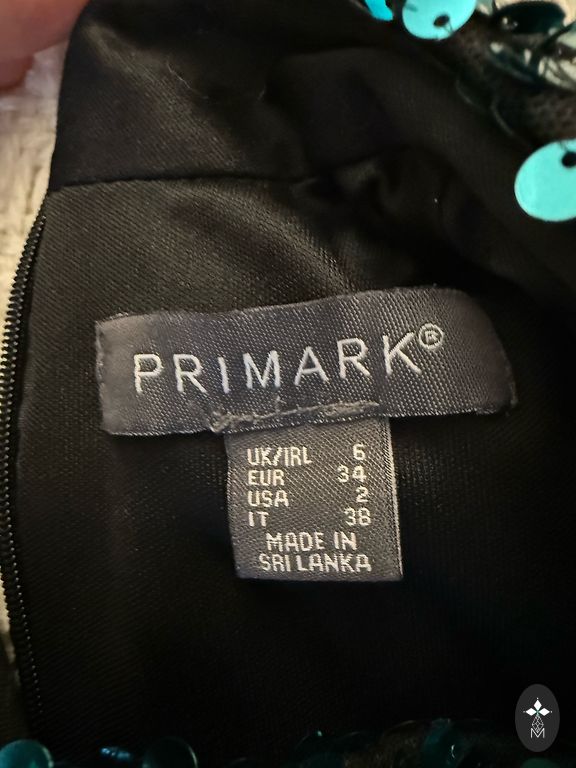 PRIMARK®
UK/IRL 6
EUR 34
USA 2
IT 38
MADE IN
SRI LANKA
M